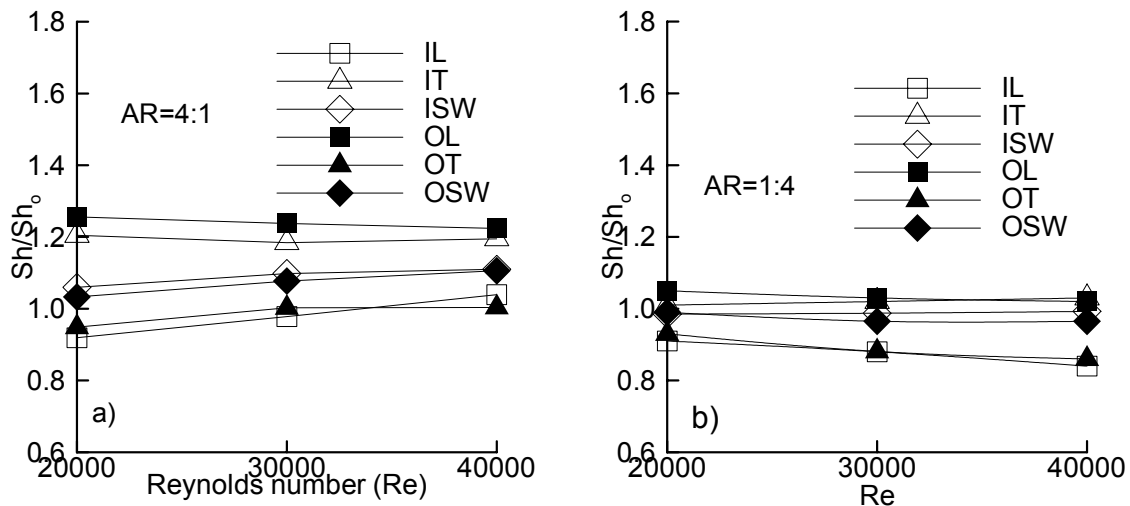 1.8
1.6
1.4
1.2
1.0
0.8
0.6
Sh/Sho
IL
IT
ISW
OL
OT
OSW
AR=4:1
a)
20000 30000 40000
Reynolds number (Re)
1.8
1.6
1.4
1.2
1.0
0.8
0.6
Sh/Sho
IL
IT
ISW
OL
OT
OSW
AR=1:4
b)
20000 30000 40000
Re